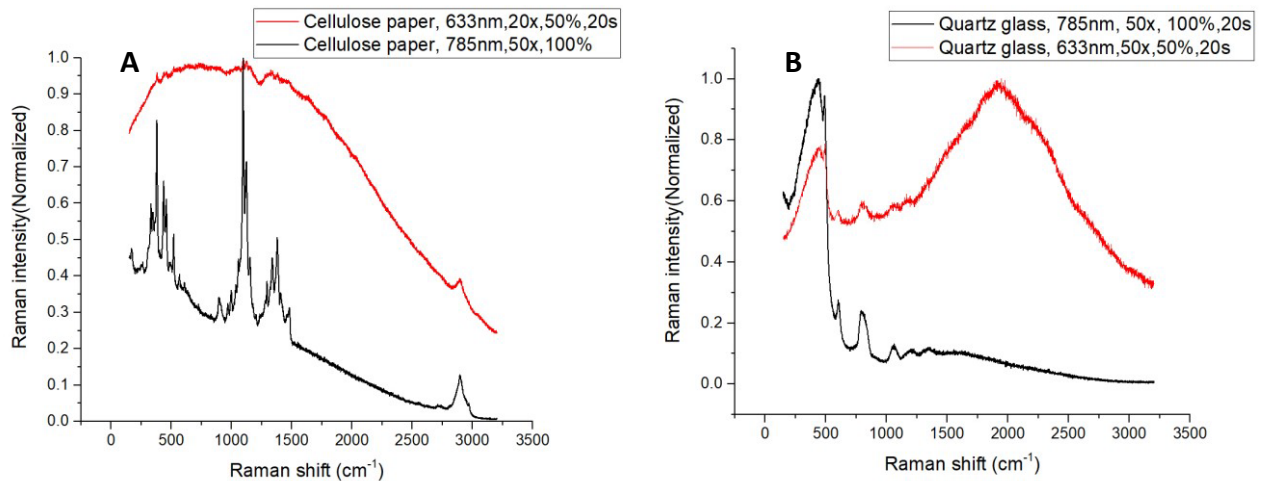 Cellulose paper, 633nm,20x,50%,20s
Cellulose paper, 785nm,50x,100%
A
1.0
0.9
0.8
0.7
0.6
0.5
0.4
0.3
0.2
0.1
0.0
Raman intensity(Normalized)
0 500 1000 1500 2000 2500 3000 3500
Raman shift (cm⁻¹)
Quartz glass, 785nm, 50x, 100%,20s
Quartz glass, 633nm,50x,50%,20s
B
1.0
0.8
0.6
0.4
0.2
0.0
Raman intensity(Normalized)
0 500 1000 1500 2000 2500 3000 3500
Raman shift (cm⁻¹)